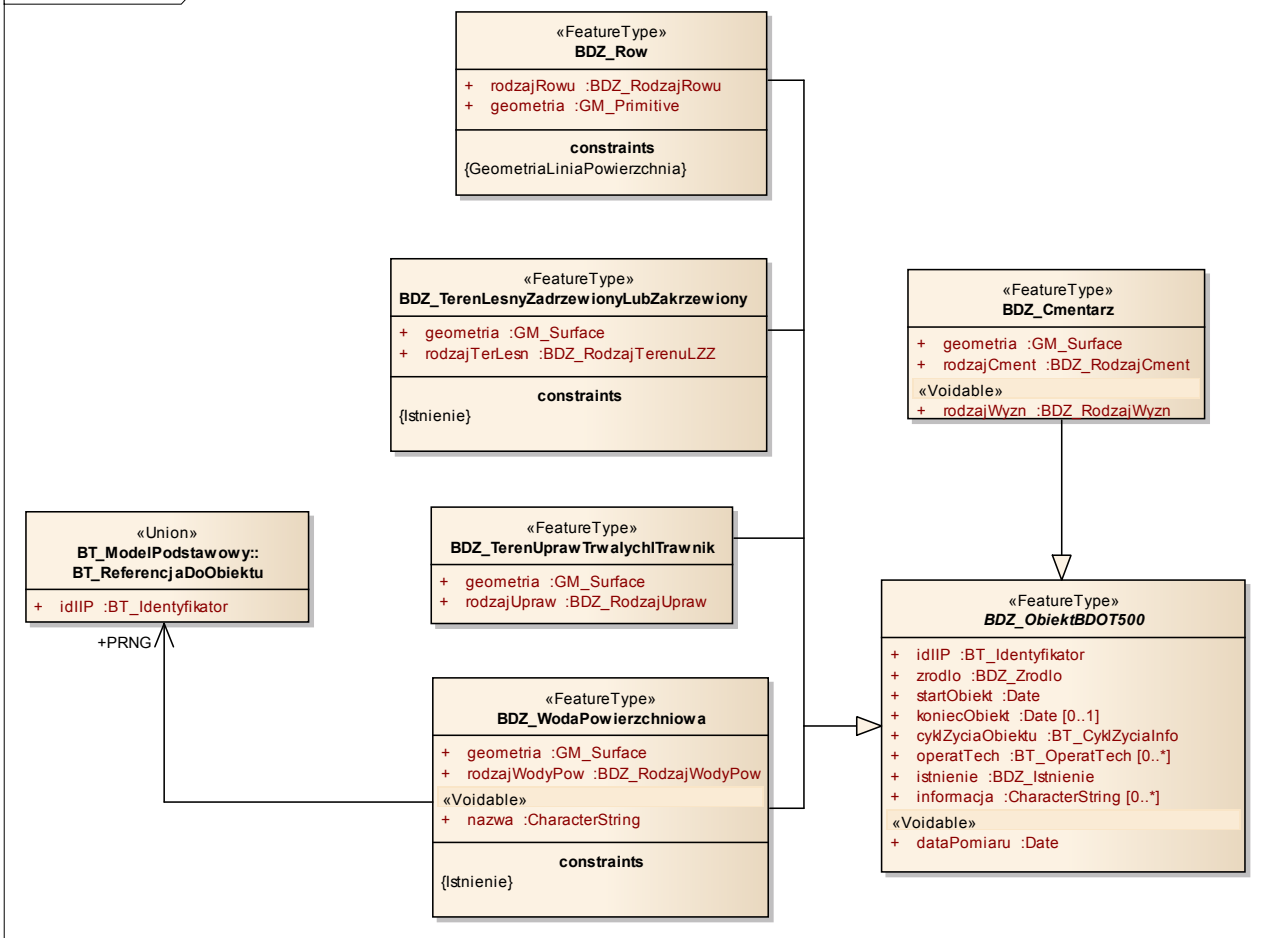 «FeatureType»
BDZ_Row
+ rodzajRowu :BDZ_RodzajRowu
+ geometria :GM_Primitive
constraints
{GeometriaLiniaPowierzchnia}
«FeatureType»
BDZ_TerenLesnyZadrzewionyLubZakrzewiony
+ geometria :GM_Surface
+ rodzajTerLesn :BDZ_RodzajTerenuLZZ
constraints
{Istnienie}
«FeatureType»
BDZ_Cmentarz
+ geometria :GM_Surface
+ rodzajCment :BDZ_RodzajCment
«Voidable»
+ rodzajWyzn :BDZ_RodzajWyzn
«Union»
BT_ModelPodstawowy::
BT_ReferencjaDoObiektu
+ idIIP :BT_Identyfikator
+PRNG
«FeatureType»
BDZ_TerenUprawTrwalychITrawnik
+ geometria :GM_Surface
+ rodzajUpraw :BDZ_RodzajUpraw
«FeatureType»
BDZ_WodaPowierzchniowa
+ geometria :GM_Surface
+ rodzajWodyPow :BDZ_RodzajWodyPow
«Voidable»
+ nazwa :CharacterString
constraints
{Istnienie}
«FeatureType»
BDZ_ObiektBDOT500
+ idIIP :BT_Identyfikator
+ zrodlo :BDZ_Zrodlo
+ startObiekt :Date
+ koniecObiekt :Date [0..1]
+ cyklZyciaObiektu :BT_CyklZyciaInfo
+ operatTech :BT_OperatTech [0..*]
+ istnienie :BDZ_Istnienie
+ informacja :CharacterString [0..*]
«Voidable»
+ dataPomiaru :Date